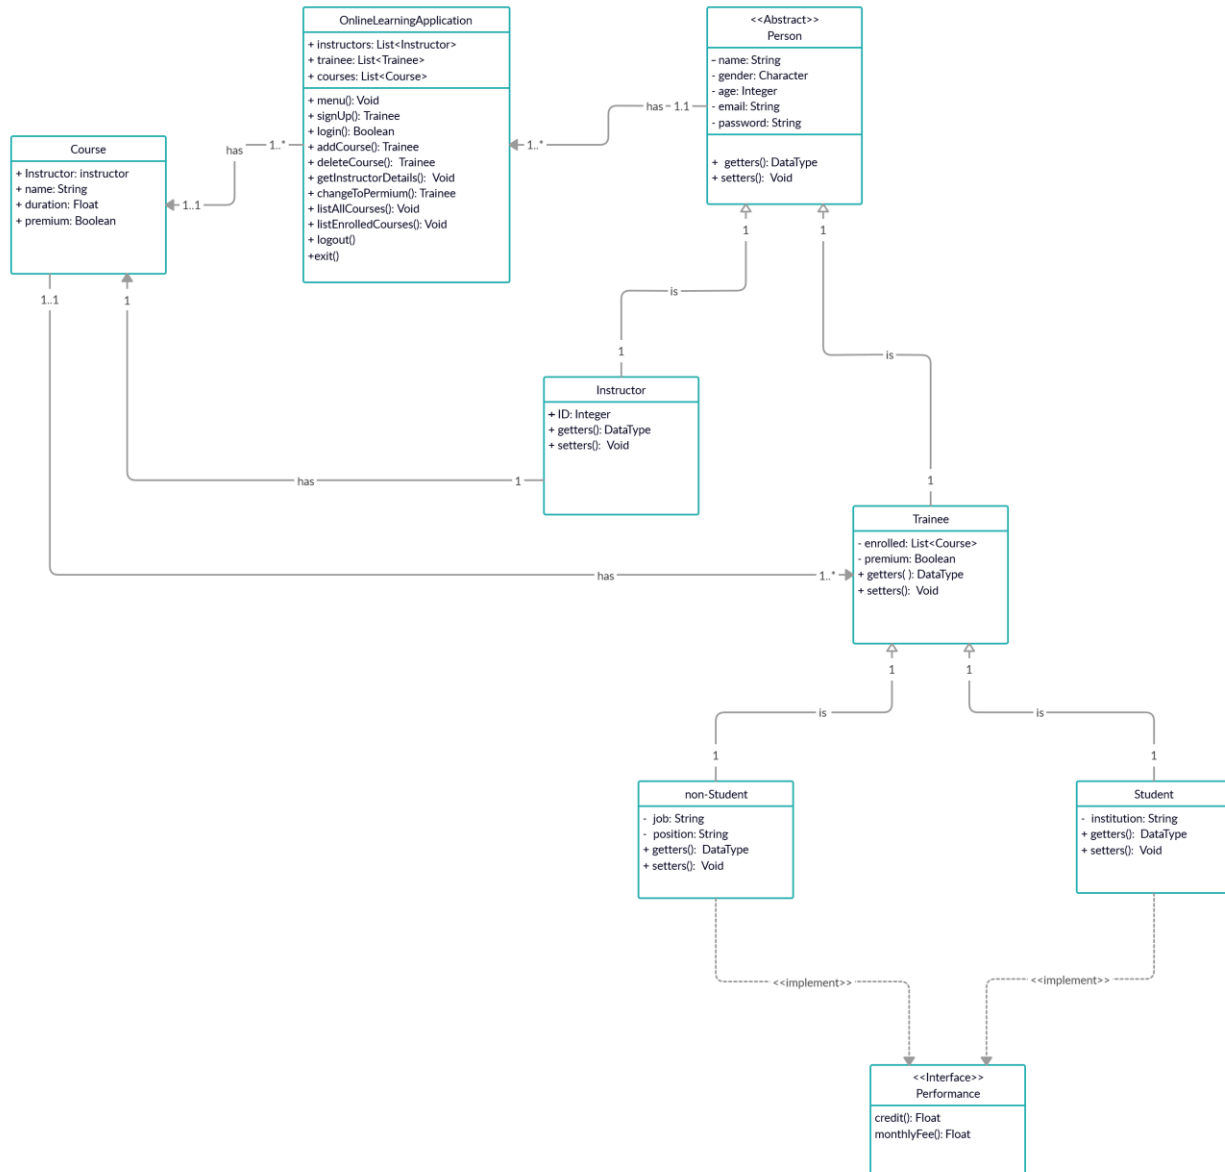 OnlineLearningApplication
+ instructors: List<Instructor>
+ trainee: List<Trainee>
+ courses: List<Course>
+ menu(): Void
+ signUp(): Trainee
+ login(): Boolean
+ addCourse(): Trainee
+ deleteCourse(): Trainee
+ getInstructorDetails(): Void
+ changeToPermium(): Trainee
+ listAllCourses(): Void
+ listEnrolledCourses(): Void
+ logout()
+exit()
<<Abstract>>
Person
- name: String
- gender: Character
- age: Integer
- email: String
- password: String
+ getters(): DataType
+ setters(): Void
has
1.1
1..*
Course
+ Instructor: instructor
+ name: String
+ duration: Float
+ premium: Boolean
has
1..*
1..1
1..1
1
1
1
is
is
1
1
Instructor
+ ID: Integer
+ getters(): DataType
+ setters(): Void
has
1
Trainee
- enrolled: List<Course>
- premium: Boolean
+ getters( ): DataType
+ setters(): Void
has
1..*
1
1
is
is
1
1
non-Student
- job: String
- position: String
+ getters(): DataType
+ setters(): Void
Student
- institution: String
+ getters(): DataType
+ setters(): Void
<<implement>>
<<implement>>
<<Interface>>
Performance
credit(): Float
monthlyFee(): Float